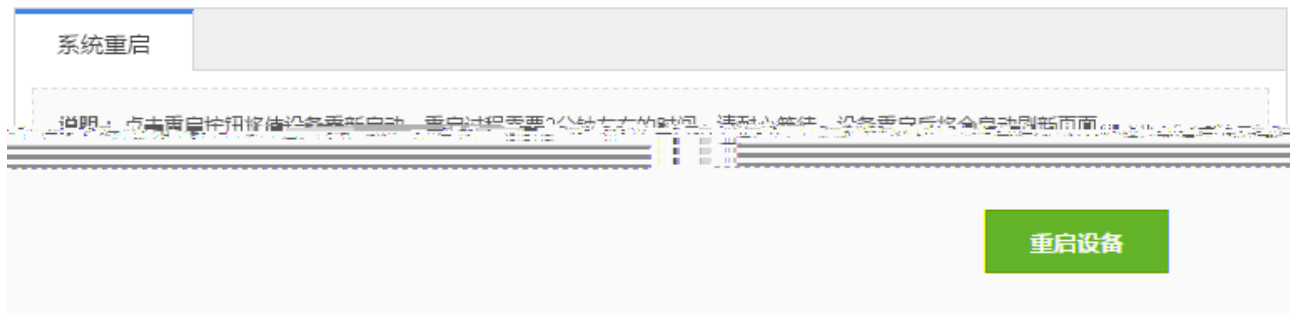 系统重启
说明：点击重启按钮将使设备重新启动，重启过程需要2分钟左右的时间，请耐心等待，设备重启后将会自动刷新页面
重启设备